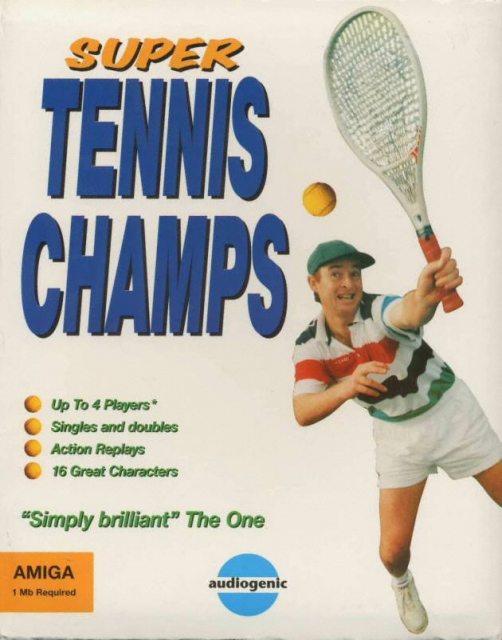 SUPER
TENNIS
CHAMPS
Up To 4 Players*
Singles and doubles
Action Replays
16 Great Characters
"Simply brilliant" The One
AMIGA
1 Mb Required
audiogenic